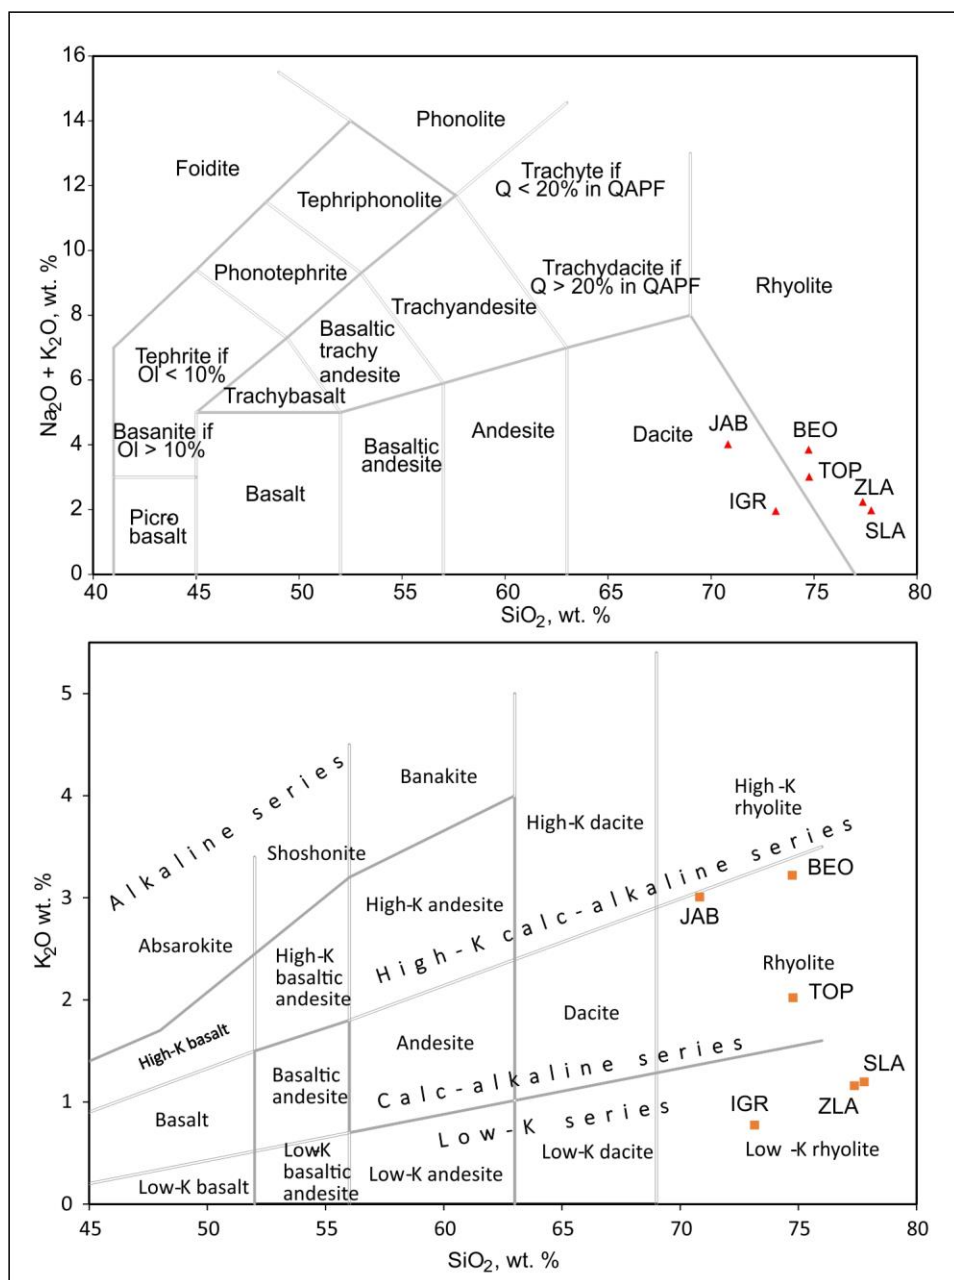 16
14
12
10
8
6
4
2
0
Na2O + K2O, wt. %
Phonolite
Foidite
Trachyte if
Q < 20% in QAPF
Tephriphonolite
Phonotephrite
Trachydacite if
Q > 20% in QAPF
Rhyolite
Trachyandesite
Basaltic
trachy
andesite
Tephrite if
Ol < 10%
Trachybasalt
Basanite if
Ol > 10%
Basaltic
andesite
Andesite
Dacite
JAB
BEO
TOP
ZLA
IGR
SLA
Basalt
Picro
basalt
40 45 50 55 60 65 70 75 80
SiO2, wt. %
5
4
3
2
1
0
K2O wt. %
Alkaline series
Banakite
High -K
rhyolite
Shoshonite
High-K dacite
High-K calc-alkaline series
BEO
JAB
High-K andesite
Absarokite
High-K
basaltic
andesite
Rhyolite
TOP
High-K basalt
Andesite
Dacite
Calc-alkaline series
Basaltic
andesite
SLA
ZLA
IGR
Basalt
Low-K series
Low-K
basaltic
andesite
Low-K basalt
Low-K andesite
Low-K dacite
Low -K rhyolite
45 50 55 60 65 70 75 80
SiO2, wt. %